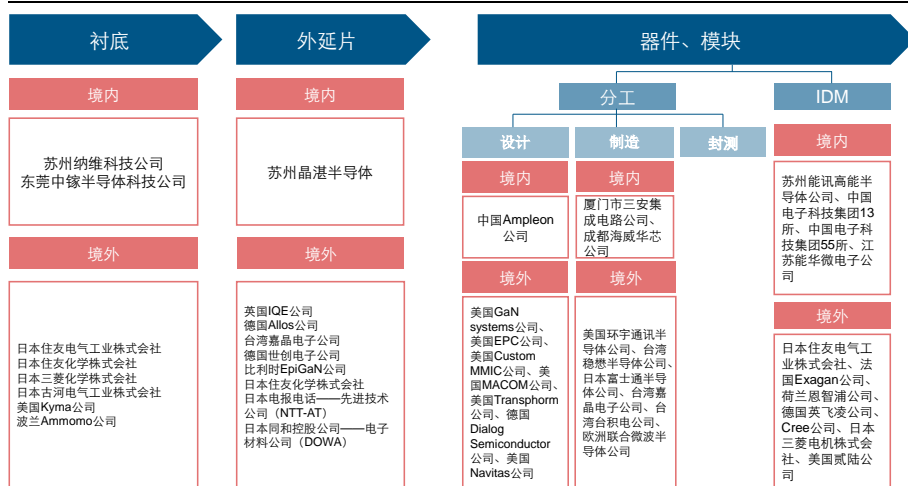 衬底
外延片
器件、模块
境内
苏州纳维科技公司
东莞中镓半导体科技公司
境外
日本住友电气工业株式会社
日本住友化学株式会社
日本三菱化学株式会社
日本古河电气工业株式会社
美国Kyma公司
波兰Ammomo公司
境内
苏州晶湛半导体
境外
英国IQE公司
德国Allos公司
台湾嘉晶电子公司
德国世创电子公司
比利时EpiGaN公司
日本住友化学株式会社
日本电报电话——先进技术
公司（NTT-AT）
日本同和控股公司——电子
材料公司（DOWA）
分工
IDM
设计
制造
封测
境内
中国Ampleon
公司
境外
美国GaN
systems公司、
美国EPC公司、
美国Custom
MMIC公司、美
国MACOM公司、
美国Transphorm
公司、德国
Dialog
Semiconductor
公司、美国
Navitas公司
境内
厦门市三安集
成电路公司、
成都海威华芯
公司
境外
美国环宇通讯半
导体公司、台湾
稳懋半导体公司、
日本富士通半导
体公司、台湾嘉
晶电子公司、台
湾台积电公司、
欧洲联合微波半
导体公司
境内
苏州能讯高能半
导体公司、中国
电子科技集团13
所、中国电子科
技集团55所、江
苏能华微电子公
司
境外
日本住友电气工
业株式会社、法
国Exagan公司、
荷兰恩智浦公司、
德国英飞凌公司、
Cree公司、日本
三菱电机株式会
社、美国贰陆公
司